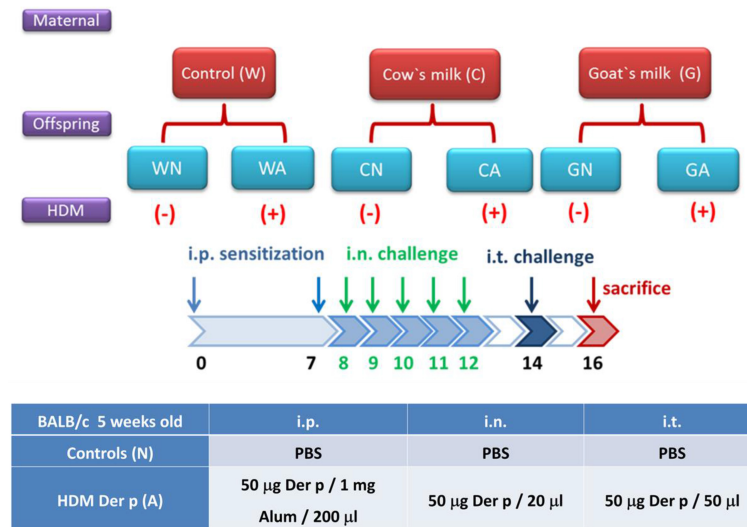 Maternal
Control (W) Cow`s milk (C) Goat`s milk (G)
Offspring
WN WA CN CA GN GA
HDM (-) (+) (-) (+) (-) (+)
i.p. sensitization i.n. challenge i.t. challenge
sacrifice
0 7 8 9 10 11 12 14 16
BALB/c 5 weeks old i.p. i.n. i.t.
Controls (N) PBS PBS PBS
HDM Der p (A) 50 µg Der p / 1 mg Alum / 200 µl 50 µg Der p / 20 µl 50 µg Der p / 50 µl